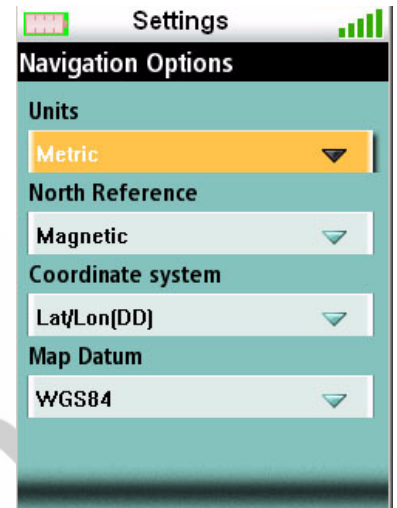 Settings
Navigation Options
Units
Metric
North Reference
Magnetic
Coordinate system
Lat/Lon(DD)
Map Datum
WGS84